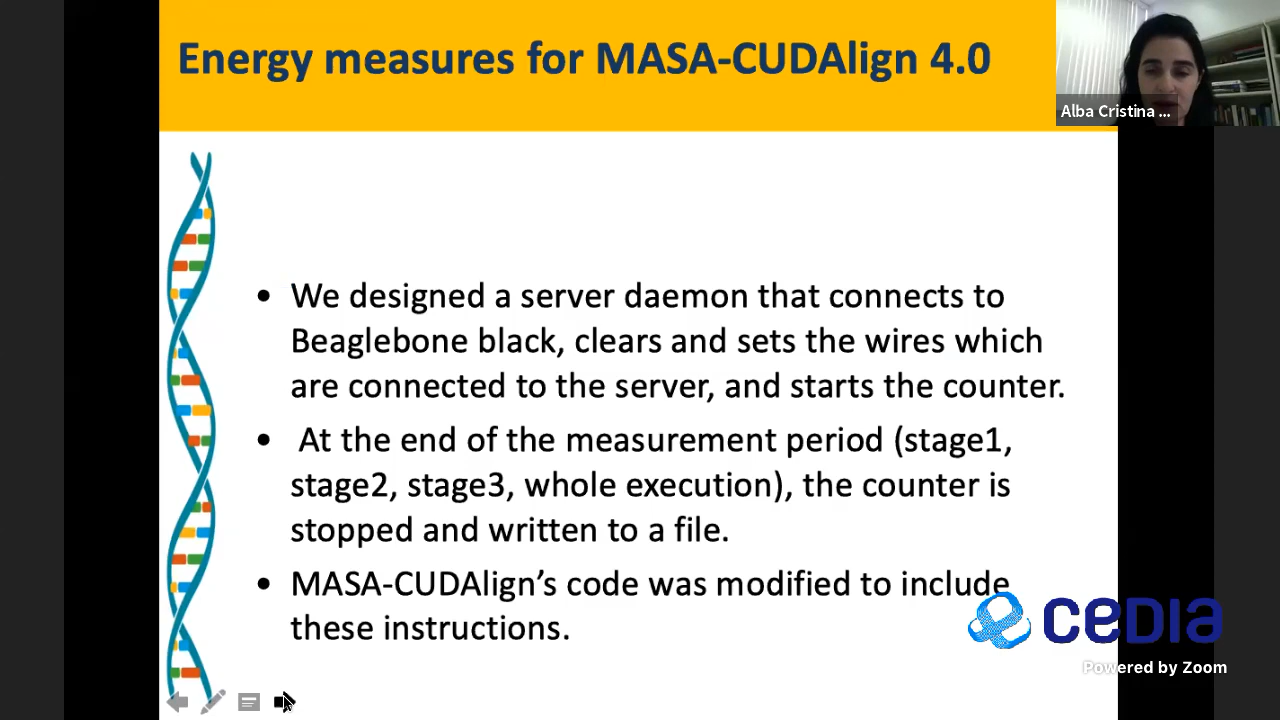 Energy measures for MASA-CUDAlign 4.0
Alba Cristina ...
• We designed a server daemon that connects to
Beaglebone black, clears and sets the wires which
are connected to the server, and starts the counter.
• At the end of the measurement period (stage1,
stage2, stage3, whole execution), the counter is
stopped and written to a file.
• MASA-CUDAlign’s code was modified to include
these instructions.
CEDIA
Powered by Zoom